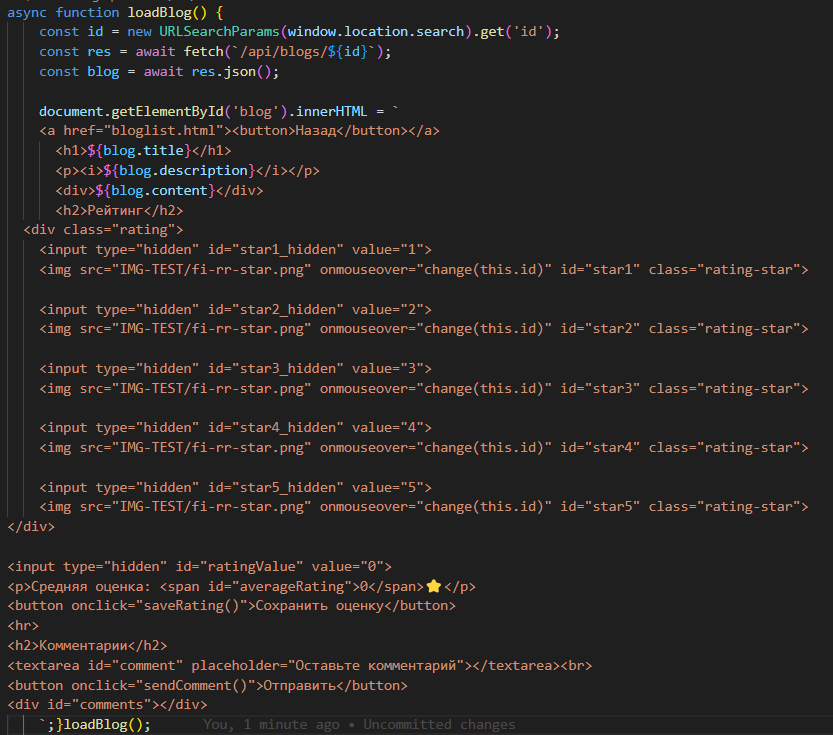 async function loadBlog() {
    const id = new URLSearchParams(window.location.search).get('id');
    const res = await fetch(`/api/blogs/${id}`);
    const blog = await res.json();

    document.getElementById('blog').innerHTML = `
    <a href="bloglist.html"><button>Назад</button></a>
      <h1>${blog.title}</h1>
      <p><i>${blog.description}</i></p>
      <div>${blog.content}</div>
      <h2>Рейтинг</h2>
  <div class="rating">
    <input type="hidden" id="star1_hidden" value="1">
    <img src="IMG-TEST/fi-rr-star.png" onmouseover="change(this.id)" id="star1" class="rating-star">

    <input type="hidden" id="star2_hidden" value="2">
    <img src="IMG-TEST/fi-rr-star.png" onmouseover="change(this.id)" id="star2" class="rating-star">

    <input type="hidden" id="star3_hidden" value="3">
    <img src="IMG-TEST/fi-rr-star.png" onmouseover="change(this.id)" id="star3" class="rating-star">

    <input type="hidden" id="star4_hidden" value="4">
    <img src="IMG-TEST/fi-rr-star.png" onmouseover="change(this.id)" id="star4" class="rating-star">

    <input type="hidden" id="star5_hidden" value="5">
    <img src="IMG-TEST/fi-rr-star.png" onmouseover="change(this.id)" id="star5" class="rating-star">
</div>

<input type="hidden" id="ratingValue" value="0">
<p>Средняя оценка: <span id="averageRating">0</span>⭐</p>
<button onclick="saveRating()">Сохранить оценку</button>
<hr>
<h2>Комментарии</h2>
<textarea id="comment" placeholder="Оставьте комментарий"></textarea><br>
<button onclick="sendComment()">Отправить</button>
<div id="comments"></div>
    `;}loadBlog();      You, 1 minute ago • Uncommitted changes